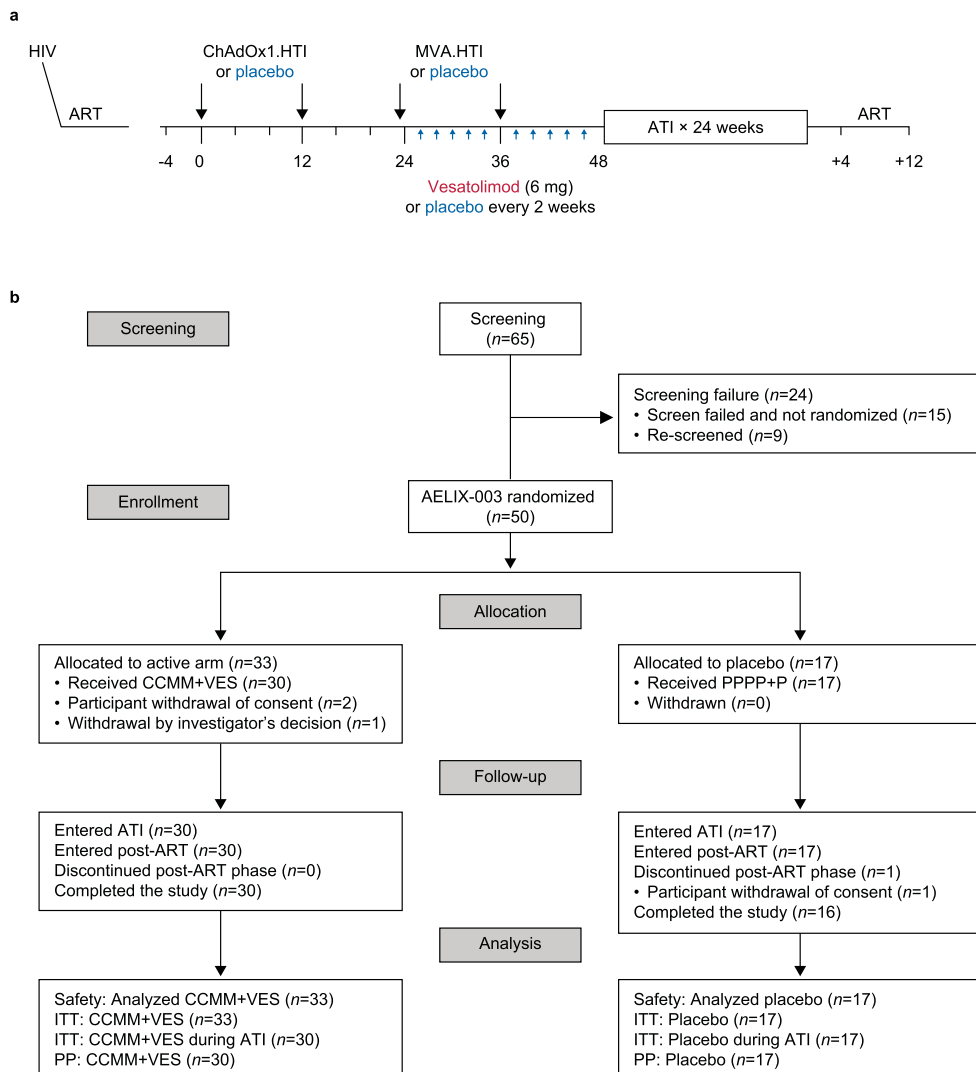 a
HIV
ART
ChAdOx1.HTI
or placebo
MVA.HTI
or placebo
ATI × 24 weeks
ART
-4 0 12 24 36 48 +4 +12
Vesatolimod (6 mg)
or placebo every 2 weeks
b
Screening
Screening
(n=65)
Screening failure (n=24)
• Screen failed and not randomized (n=15)
• Re-screened (n=9)
Enrollment
AELIX-003 randomized
(n=50)
Allocation
Allocated to active arm (n=33)
• Received CCMM+VES (n=30)
• Participant withdrawal of consent (n=2)
• Withdrawal by investigator’s decision (n=1)
Allocated to placebo (n=17)
• Received PPPP+P (n=17)
• Withdrawn (n=0)
Follow-up
Entered ATI (n=30)
Entered post-ART (n=30)
Discontinued post-ART phase (n=0)
Completed the study (n=30)
Entered ATI (n=17)
Entered post-ART (n=17)
Discontinued post-ART phase (n=1)
• Participant withdrawal of consent (n=1)
Completed the study (n=16)
Analysis
Safety: Analyzed CCMM+VES (n=33)
ITT: CCMM+VES (n=33)
ITT: CCMM+VES during ATI (n=30)
PP: CCMM+VES (n=30)
Safety: Analyzed placebo (n=17)
ITT: Placebo (n=17)
ITT: Placebo during ATI (n=17)
PP: Placebo (n=17)